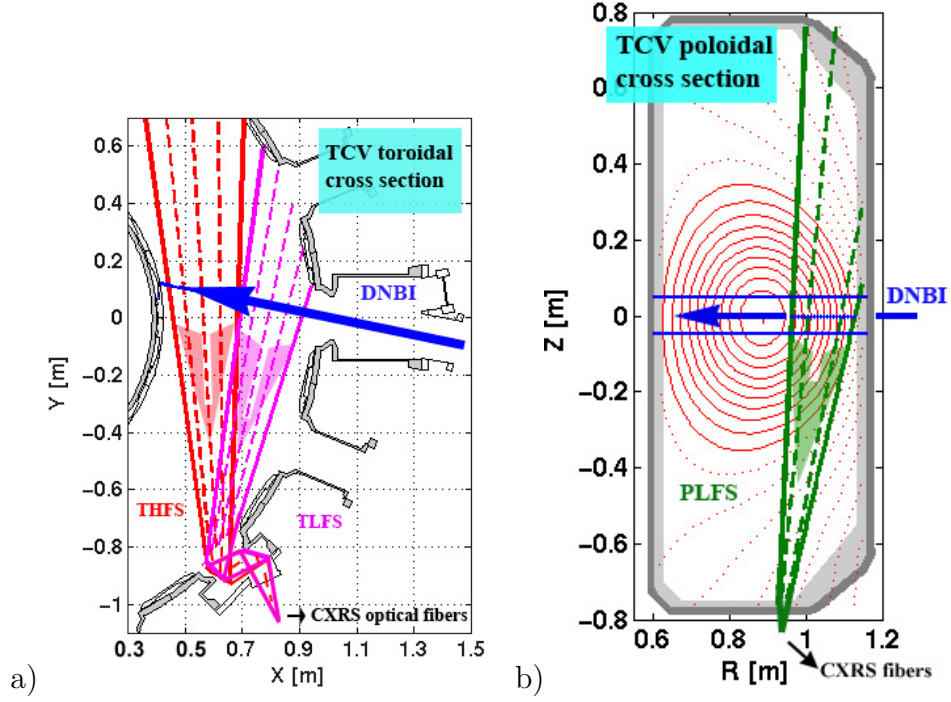 TCV toroidal
cross section
DNBI
THFS
TLFS
CXRS optical fibers
0.6
0.4
0.2
0
-0.2
-0.4
-0.6
-0.8
-1
Y [m]
0.3
0.5
0.7
0.9
1.1
1.3
1.5
X [m]
a)
TCV poloidal
cross section
DNBI
PLFS
CXRS fibers
0.8
0.6
0.4
0.2
0
-0.2
-0.4
-0.6
-0.8
Z [m]
0.6
0.8
1
1.2
R [m]
b)